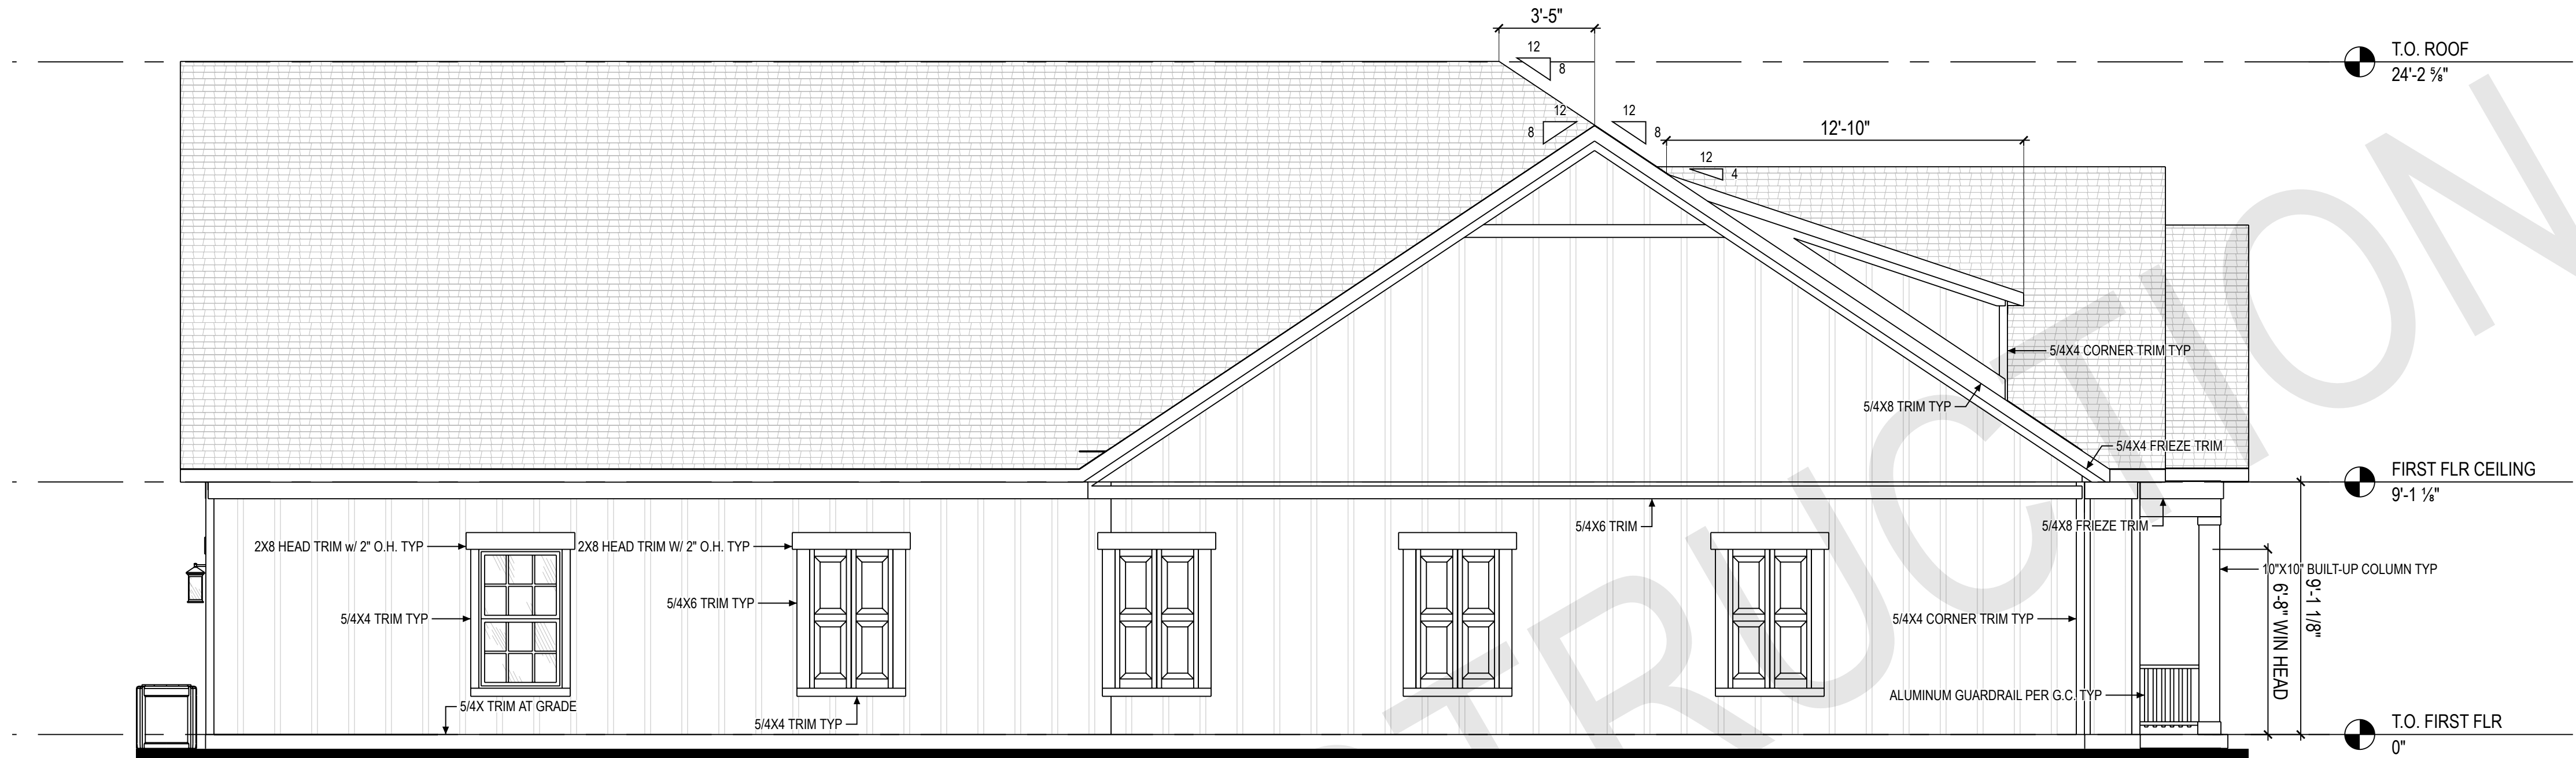 3'-5"
12
8
T.O. ROOF
24'-2 ⅝"
12
8
12
8
12'-10"
12
4
5/4X4 CORNER TRIM TYP
5/4X8 TRIM TYP
5/4X4 FRIEZE TRIM
FIRST FLR CEILING
9'-1 ⅛"
5/4X6 TRIM
5/4X8 FRIEZE TRIM
2X8 HEAD TRIM w/ 2" O.H. TYP
2X8 HEAD TRIM W/ 2" O.H. TYP
10"X10" BUILT-UP COLUMN TYP
5/4X6 TRIM TYP
5/4X4 TRIM TYP
5/4X4 CORNER TRIM TYP
6'-8" WIN HEAD
9'-1 1/8"
ALUMINUM GUARDRAIL PER G.C. TYP
5/4X TRIM AT GRADE
5/4X4 TRIM TYP
T.O. FIRST FLR
0"
TRUCTION